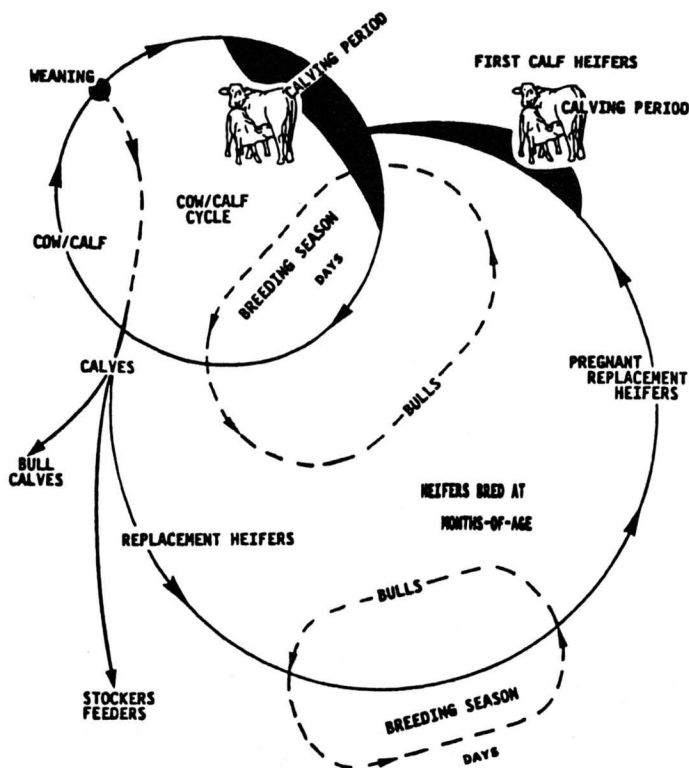 CALVING PERIOD
FIRST CALF HEIFERS
CALVING PERIOD
WEANING
COW/CALF
CYCLE
COW/CALF
BREEDING SEASON
DAYS
CALVES
BULL
CALVES
BULLS
PREGNANT
REPLACEMENT
HEIFERS
HEIFERS BRED AT
MONTHS-OF-AGE
REPLACEMENT HEIFERS
BULLS
STOCKERS
FEEDERS
BREEDING SEASON
DAYS